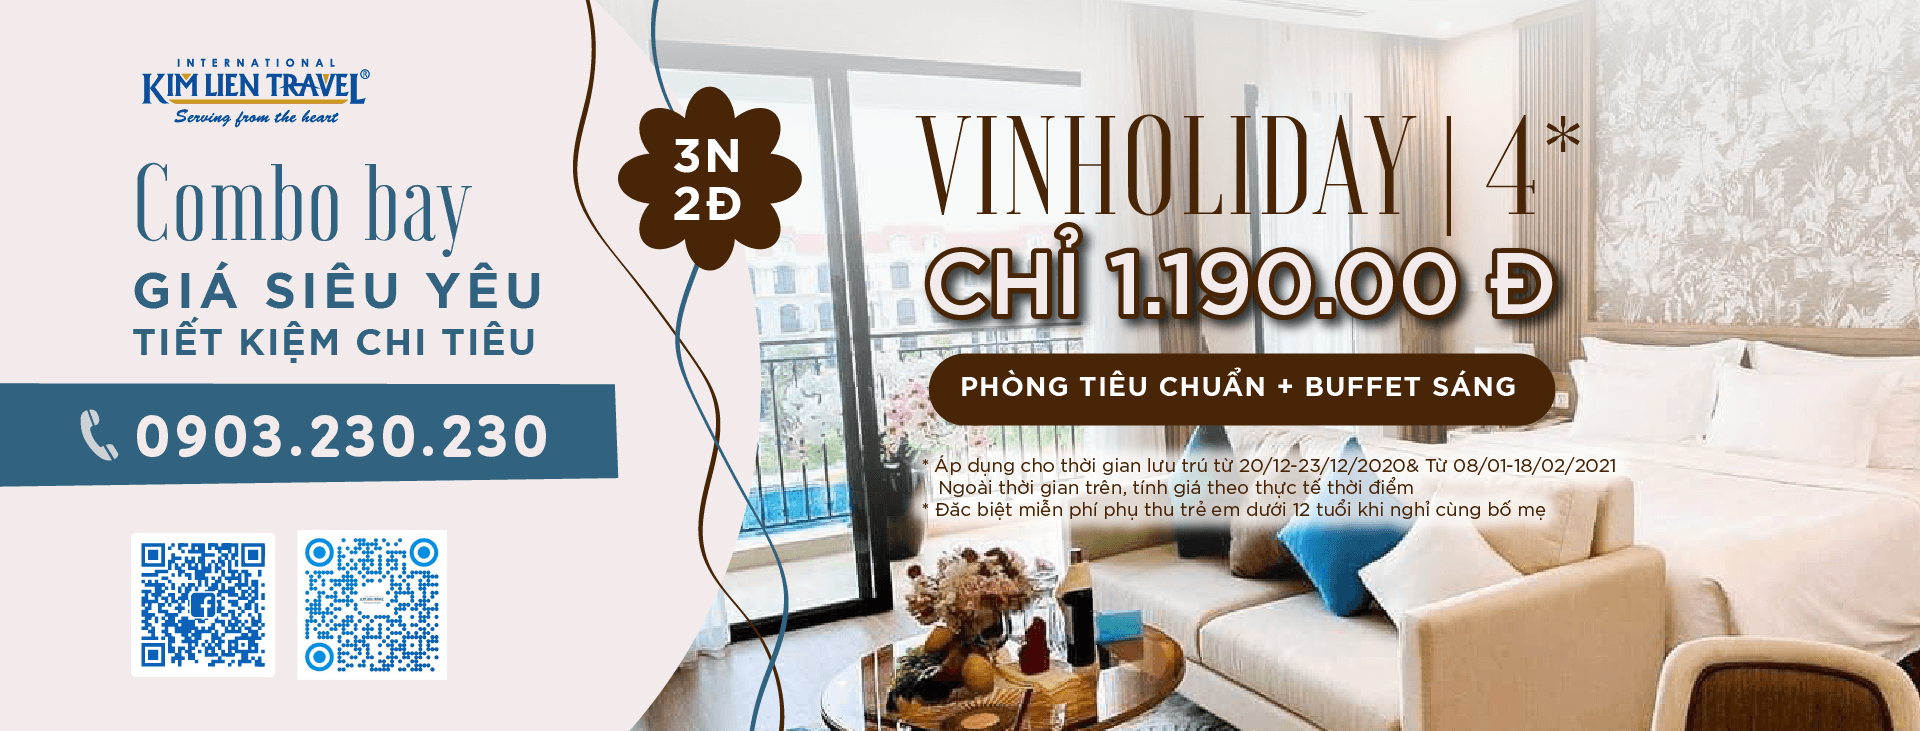 INTERNATIONAL
KIM LIEN TRAVEL®
Serving from the heart
Combo bay
GIÁ SIÊU YÊU
TIẾT KIỆM CHI TIÊU
0903.230.230
3N
2Đ
VINHOLIDAY | 4*
CHỈ 1.190.00 Đ
PHÒNG TIÊU CHUẨN + BUFFET SÁNG
* Áp dụng cho thời gian lưu trú từ 20/12-23/12/2020& Từ 08/01-18/02/2021
Ngoài thời gian trên, tính giá theo thực tế thời điểm
* Đăc biệt miễn phí phụ thu trẻ em dưới 12 tuổi khi nghỉ cùng bố mẹ
KIM LIEN TRAVEL